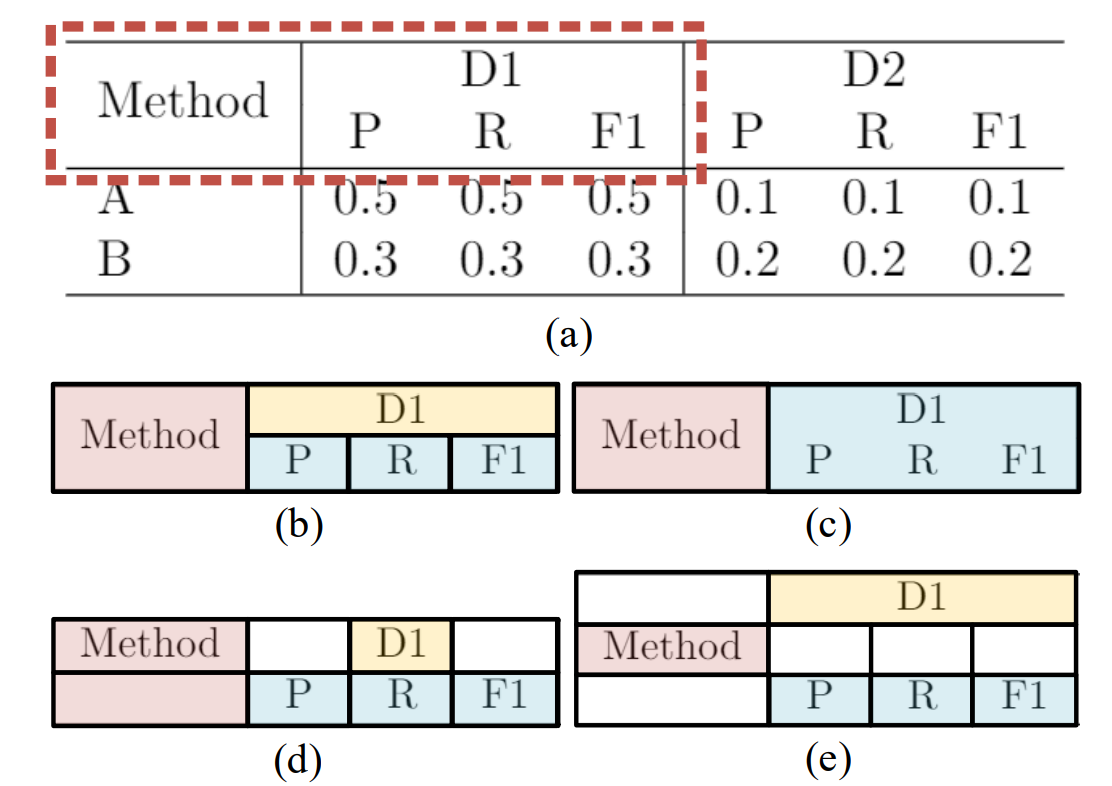 D1 D2
Method
P R F1 P R F1
A 0.5 0.5 0.5 0.1 0.1 0.1
B 0.3 0.3 0.3 0.2 0.2 0.2
(a)
D1
Method
P R F1
(b)
D1
Method
P R F1
(c)
Method D1
P R F1
(d)
D1
Method
P R F1
(e)